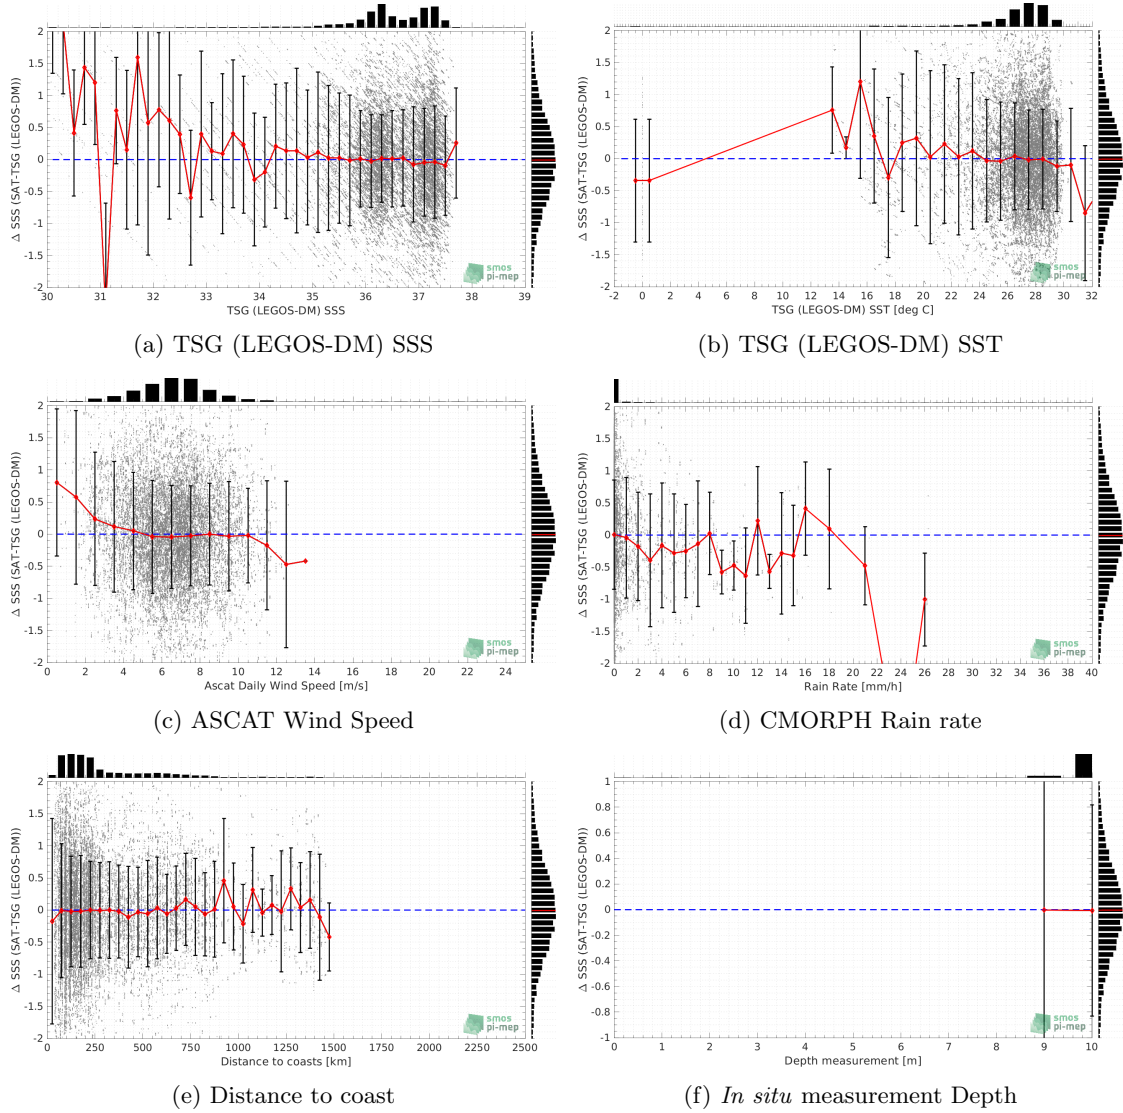 2
1.5
1
0.5
0
-0.5
-1
-1.5
-2
Δ SSS (SAT-TSG (LEGOS-DM))
30 31 32 33 34 35 36 37 38 39
TSG (LEGOS-DM) SSS
smos
pi-mep
(a) TSG (LEGOS-DM) SSS
2
1.5
1
0.5
0
-0.5
-1
-1.5
-2
Δ SSS (SAT-TSG (LEGOS-DM))
-2 0 2 4 6 8 10 12 14 16 18 20 22 24 26 28 30 32
TSG (LEGOS-DM) SST [deg C]
smos
pi-mep
(b) TSG (LEGOS-DM) SST
2
1.5
1
0.5
0
-0.5
-1
-1.5
-2
Δ SSS (SAT-TSG (LEGOS-DM))
0 2 4 6 8 10 12 14 16 18 20 22 24
Ascat Daily Wind Speed [m/s]
smos
pi-mep
(c) ASCAT Wind Speed
2
1.5
1
0.5
0
-0.5
-1
-1.5
-2
Δ SSS (SAT-TSG (LEGOS-DM))
0 2 4 6 8 10 12 14 16 18 20 22 24 26 28 30 32 34 36 38 40
Rain Rate [mm/h]
smos
pi-mep
(d) CMORPH Rain rate
2
1.5
1
0.5
0
-0.5
-1
-1.5
-2
Δ SSS (SAT-TSG (LEGOS-DM))
0 250 500 750 1000 1250 1500 1750 2000 2250 2500
Distance to coasts [km]
smos
pi-mep
(e) Distance to coast
1
0.8
0.6
0.4
0.2
0
-0.2
-0.4
-0.6
-0.8
-1
Δ SSS (SAT-TSG (LEGOS-DM))
0 1 2 3 4 5 6 7 8 9 10
Depth measurement [m]
smos
pi-mep
(f) In situ measurement Depth